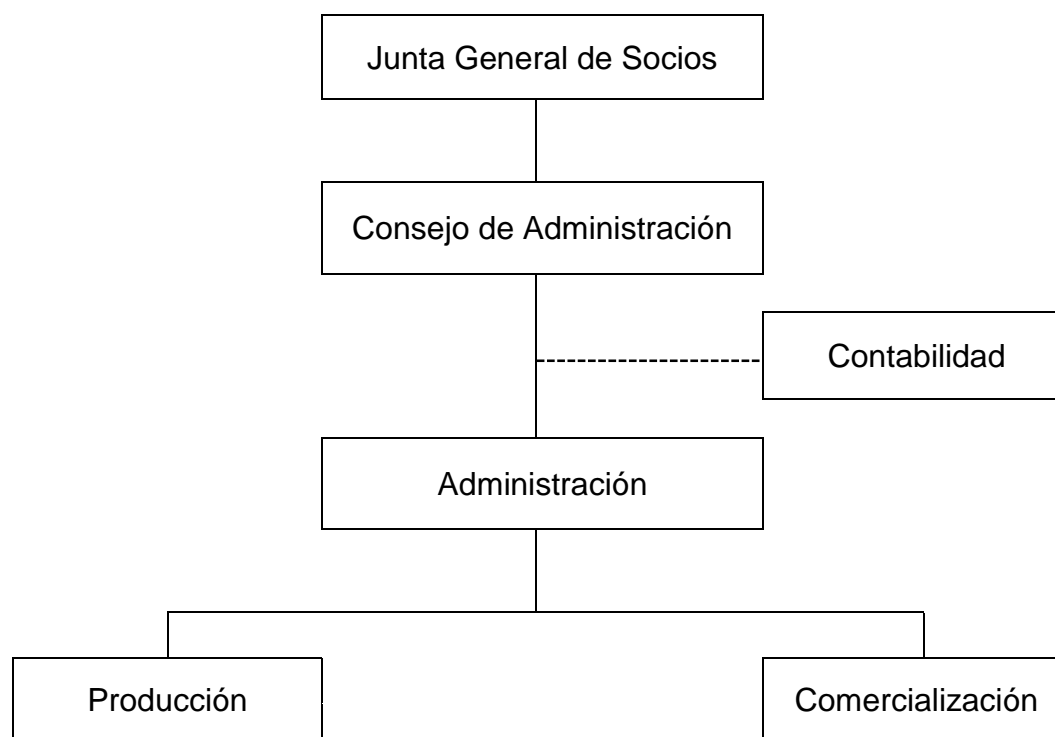 Junta General de Socios
Consejo de Administración
Contabilidad
Administración
Producción
Comercialización